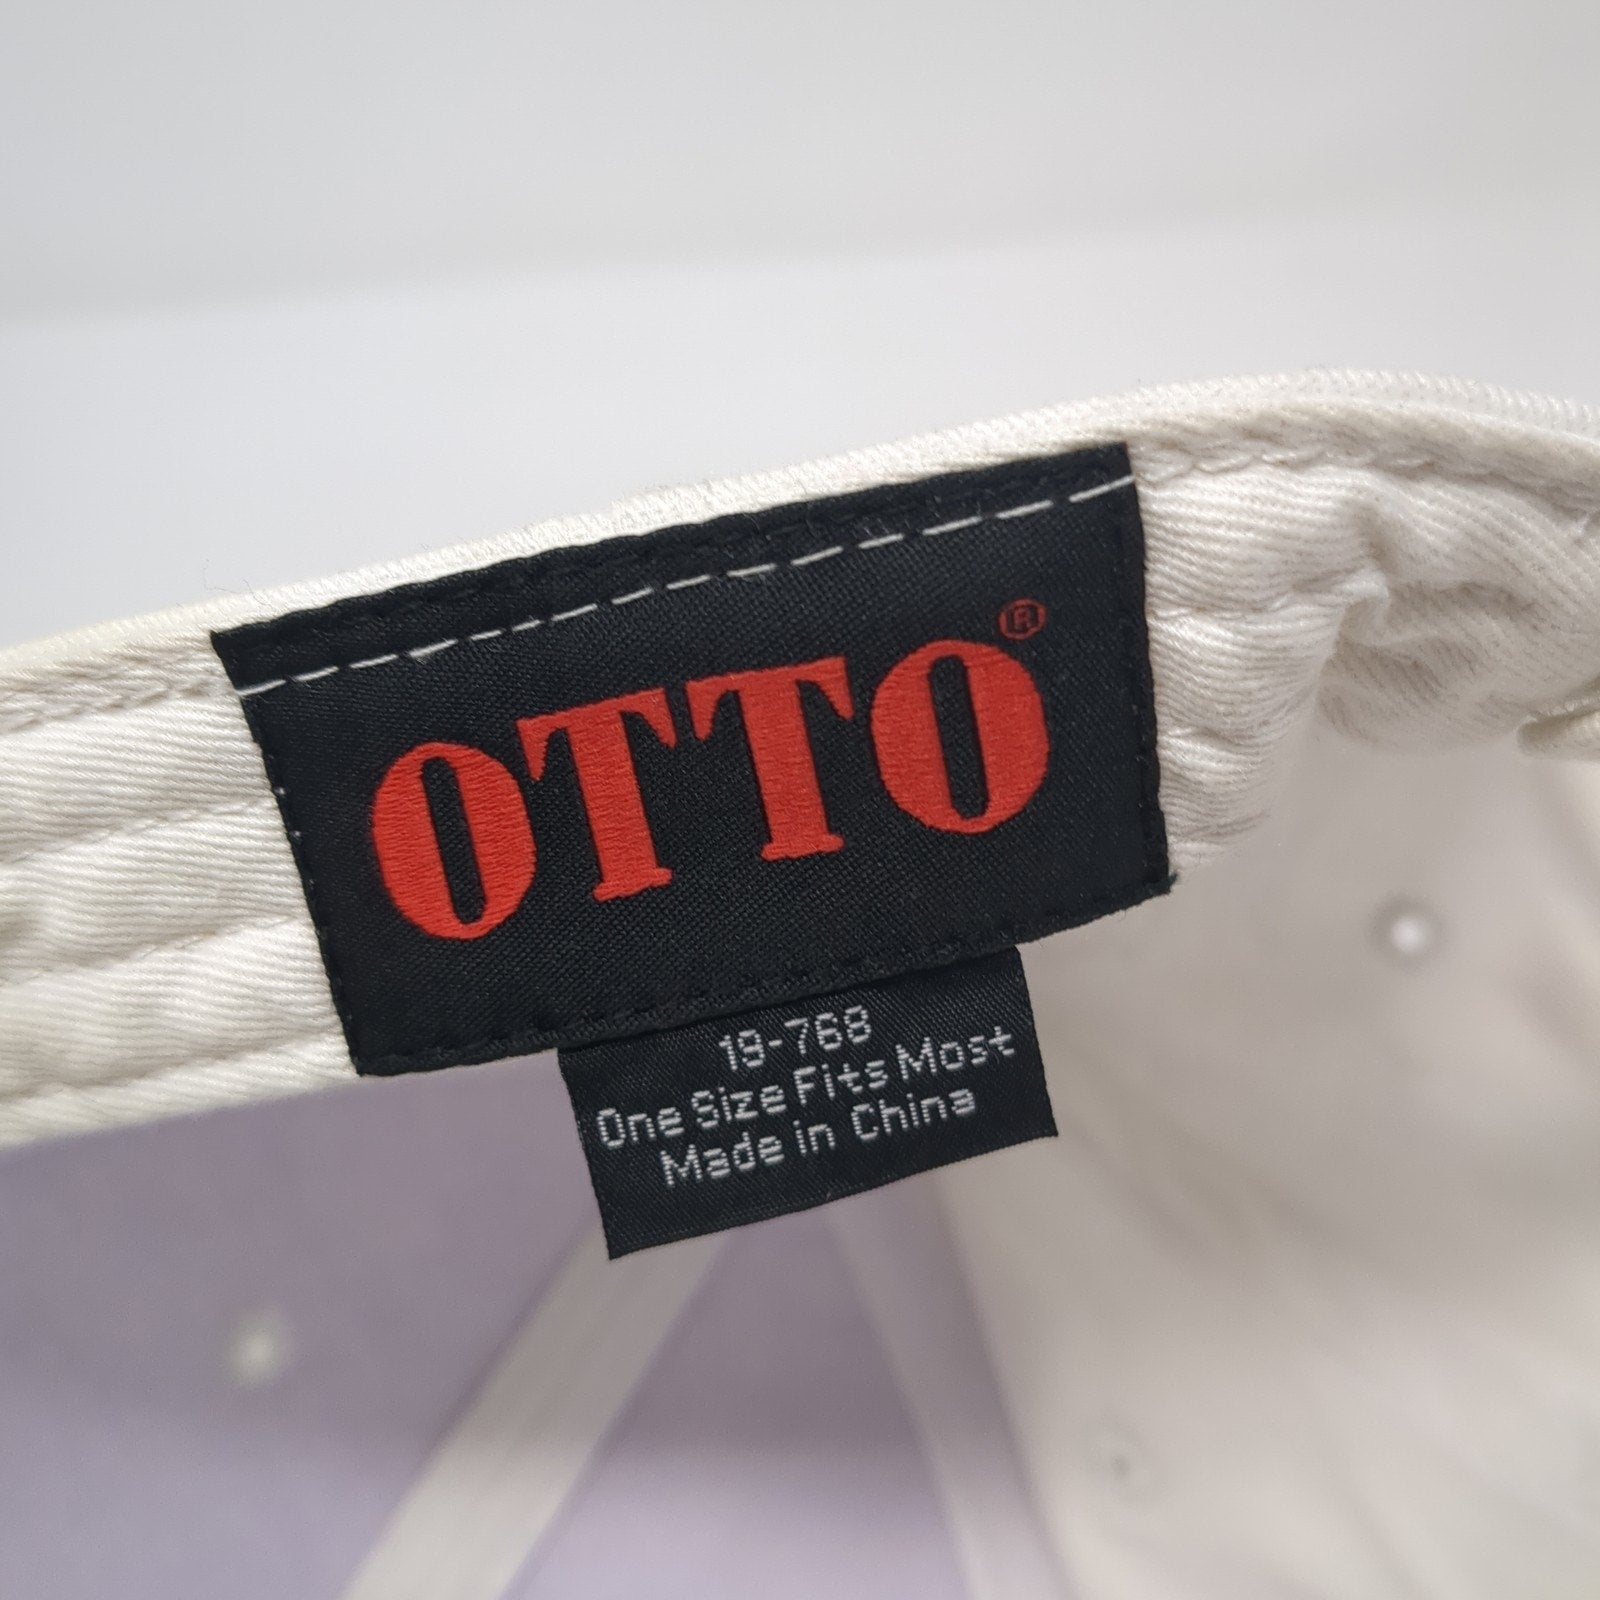 OTTO®
19-768
One Size Fits Most
Made in China